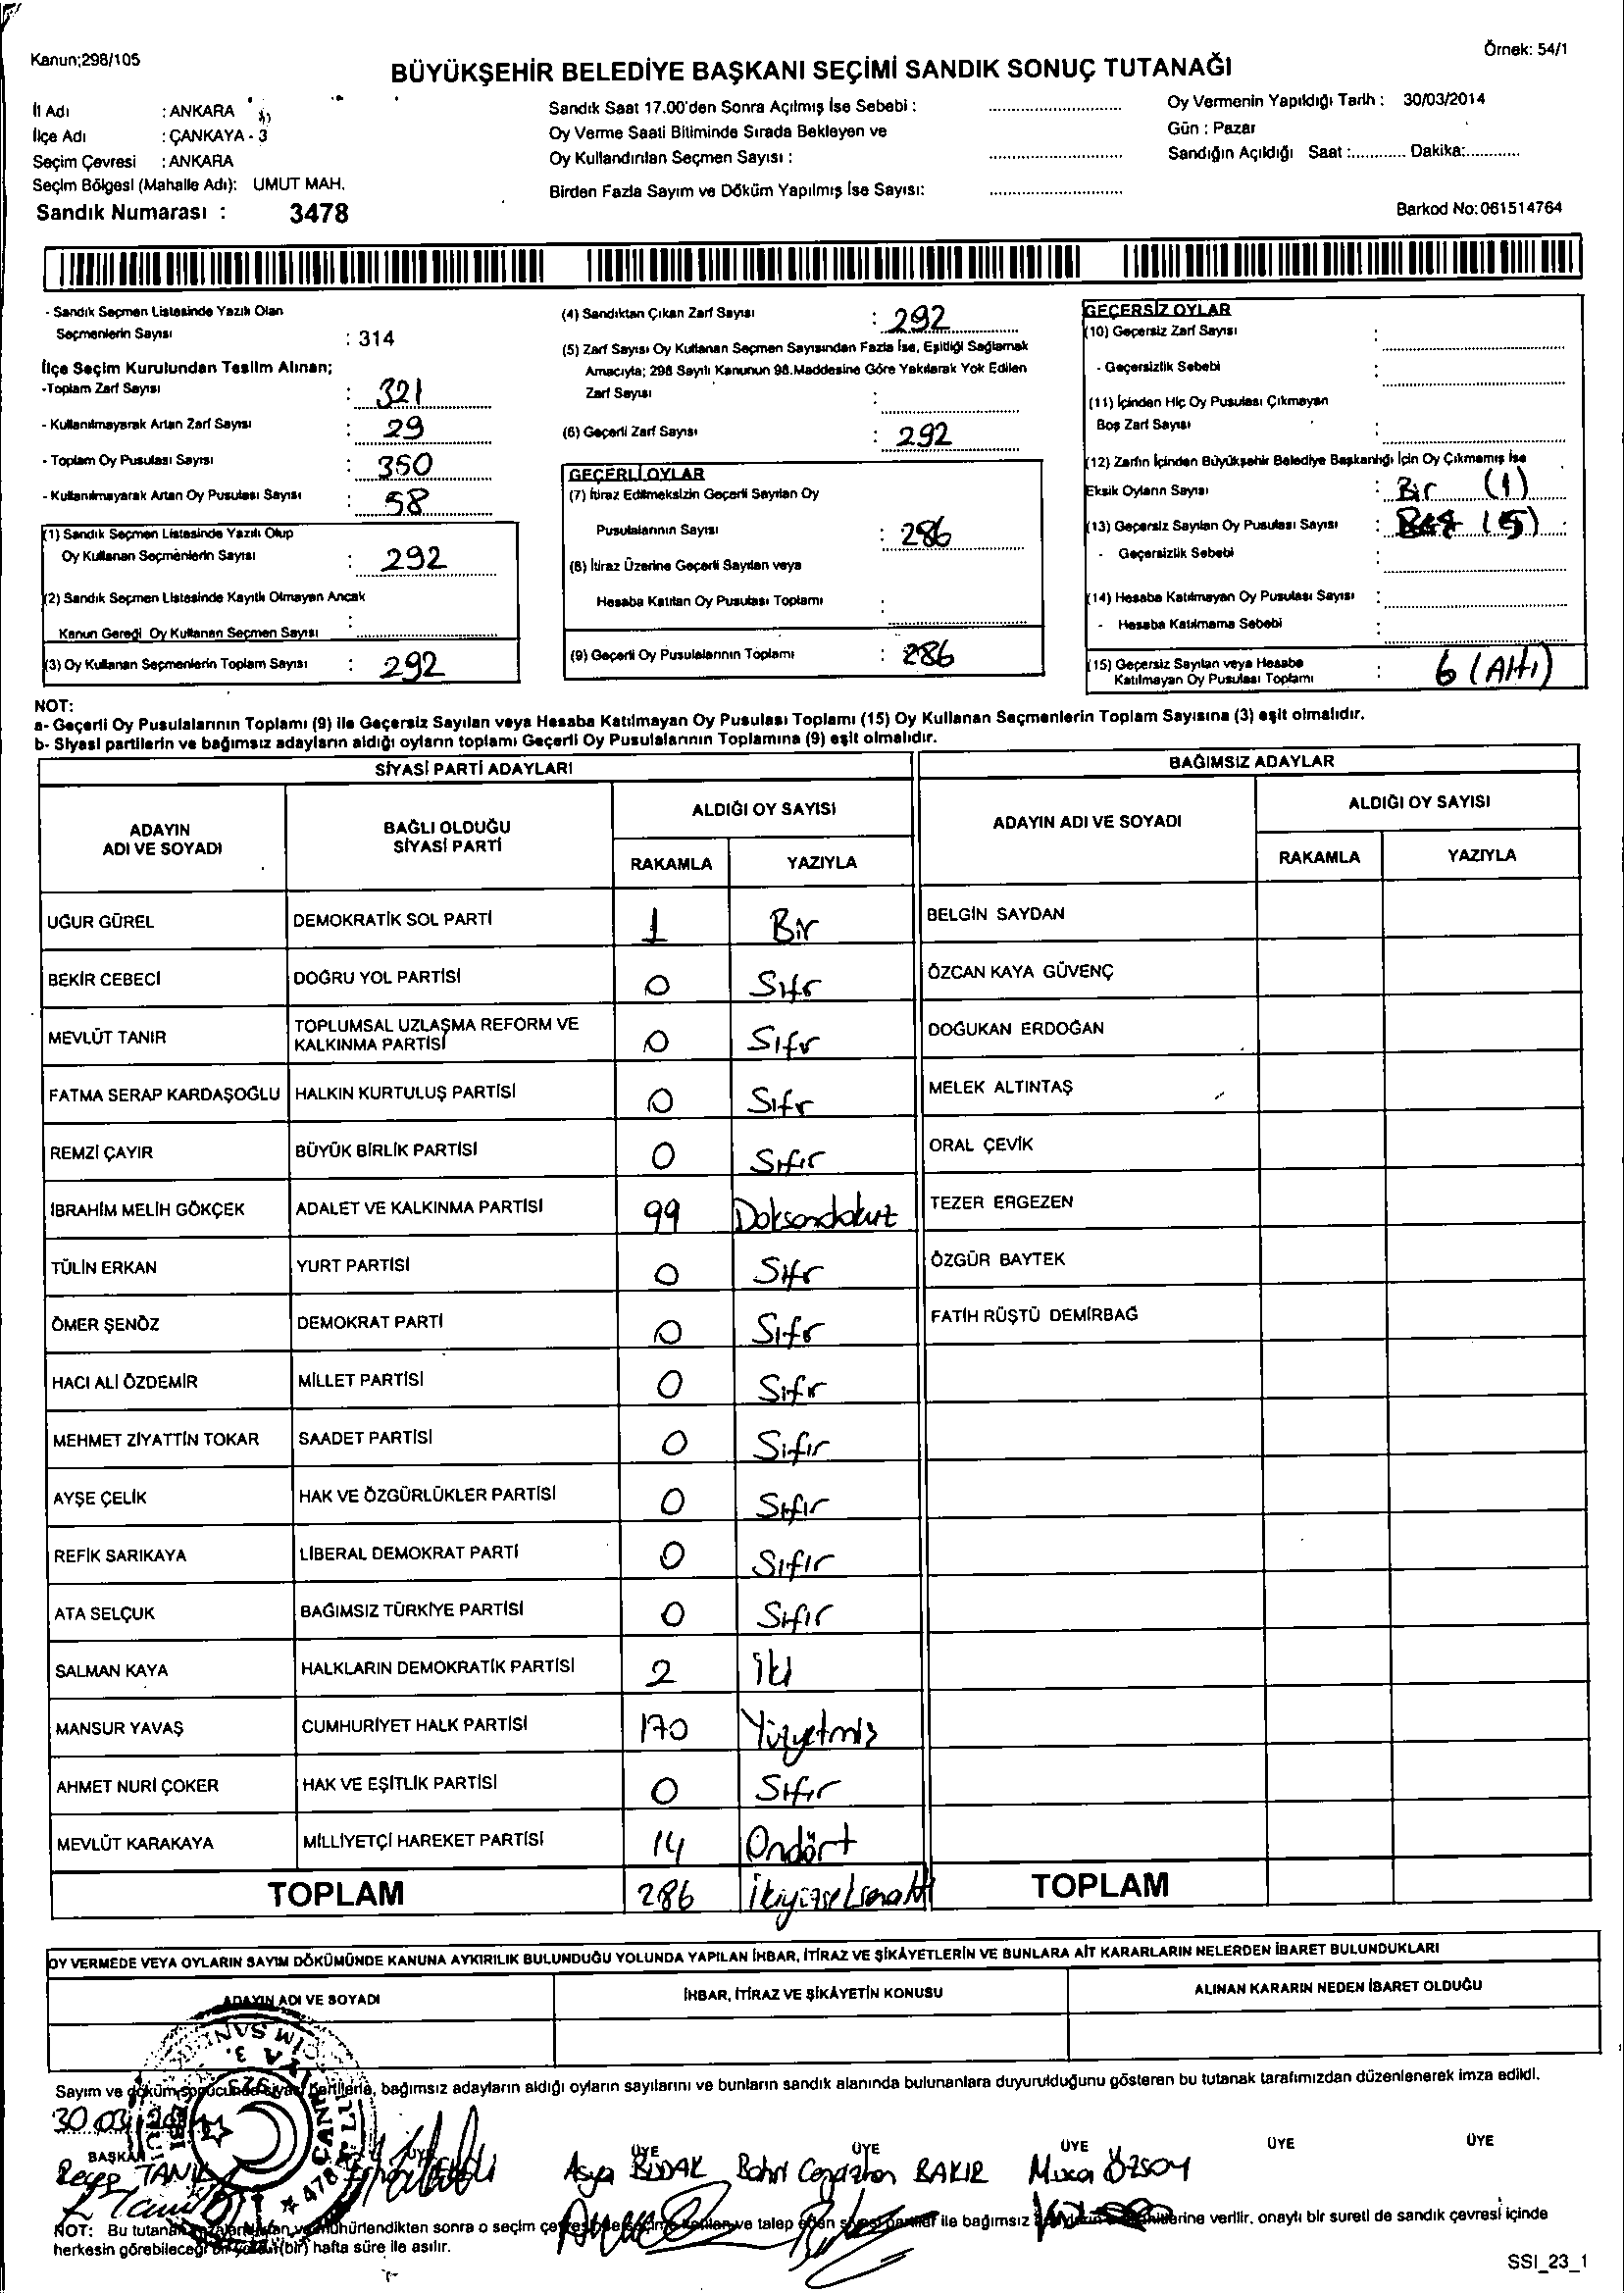 Kanun;298/105
Örnek: 54/1
BÜYÜKŞEHİR BELEDİYE BAŞKANI SEÇİMİ SANDIK SONUÇ TUTANAĞI
İl Adı : ANKARA
İlçe Adı : ÇANKAYA - 3
Seçim Çevresi : ANKARA
Seçim Bölgesi (Mahalle Adı): UMUT MAH.
Sandık Numarası : 3478
Sandık Saat 17.00'den Sonra Açılmış İse Sebebi : ..........................
Oy Verme Saati Bitiminde Sırada Bekleyen ve
Oy Kullandırılan Seçmen Sayısı : ..........................
Birden Fazla Sayım ve Döküm Yapılmış İse Sayısı: ..........................
Oy Vermenin Yapıldığı Tarih : 30/03/2014
Gün : Pazar
Sandığın Açıldığı Saat :............ Dakika:............
Barkod No:061514764
- Sandık Seçmen Listesinde Yazılı Olan
Seçmenlerin Sayısı : 314
İlçe Seçim Kurulundan Teslim Alınan;
-Toplam Zarf Sayısı : 321
- Kullanılmayarak Artan Zarf Sayısı : 29
- Toplam Oy Pusulası Sayısı : 350
- Kullanılmayarak Artan Oy Pusulası Sayısı : 58
(1) Sandık Seçmen Listesinde Yazılı Olup
Oy Kullanan Seçmenlerin Sayısı : 292
(2) Sandık Seçmen Listesinde Kayıtlı Olmayan Ancak
Kanun Gereği Oy Kullanan Seçmen Sayısı :
(3) Oy Kullanan Seçmenlerin Toplam Sayısı : 292
(4) Sandıktan Çıkan Zarf Sayısı : 292
(5) Zarf Sayısı Oy Kullanan Seçmen Sayısından Fazla İse, Eşitliği Sağlamak
Amacıyla; 298 Sayılı Kanunun 98.Maddesine Göre Yakılarak Yok Edilen
Zarf Sayısı :
(6) Geçerli Zarf Sayısı : 292
GEÇERLİ OYLAR
(7) İtiraz Edilmeksizin Geçerli Sayılan Oy
Pusulalarının Sayısı : 286
(8) İtiraz Üzerine Geçerli Sayılan veya
Hesaba Katılan Oy Pusulası Toplamı :
(9) Geçerli Oy Pusulalarının Toplamı : 286
GEÇERSİZ OYLAR
(10) Geçersiz Zarf Sayısı :
- Geçersizlik Sebebi :
(11) İçinden Hiç Oy Pusulası Çıkmayan
Boş Zarf Sayısı :
(12) Zarfın İçinden Büyükşehir Belediye Başkanlığı İçin Oy Çıkmamış İse
Eksik Oyların Sayısı : Bir (1)
(13) Geçersiz Sayılan Oy Pusulası Sayısı : (5)
- Geçersizlik Sebebi :
(14) Hesaba Katılmayan Oy Pusulası Sayısı :
- Hesaba Katılmama Sebebi :
(15) Geçersiz Sayılan veya Hesaba
Katılmayan Oy Pusulası Toplamı : 6 (Altı)
NOT:
a- Geçerli Oy Pusulalarının Toplamı (9) ile Geçersiz Sayılan veya Hesaba Katılmayan Oy Pusulası Toplamı (15) Oy Kullanan Seçmenlerin Toplam Sayısına (3) eşit olmalıdır.
b- Siyasi partilerin ve bağımsız adayların aldığı oyların toplamı Geçerli Oy Pusulalarının Toplamına (9) eşit olmalıdır.
SİYASİ PARTİ ADAYLARI
BAĞIMSIZ ADAYLAR
ADAYIN ADI VE SOYADI
BAĞLI OLDUĞU SİYASİ PARTİ
ALDIĞI OY SAYISI
RAKAMLA YAZIYLA
ADAYIN ADI VE SOYADI
ALDIĞI OY SAYISI
RAKAMLA YAZIYLA
UĞUR GÜREL DEMOKRATİK SOL PARTİ 1 Bir BELGİN SAYDAN
BEKİR CEBECİ DOĞRU YOL PARTİSİ 0 Sıfr ÖZCAN KAYA GÜVENÇ
MEVLÜT TANIR TOPLUMSAL UZLAŞMA REFORM VE KALKINMA PARTİSİ 0 Sıfr DOĞUKAN ERDOĞAN
FATMA SERAP KARDAŞOĞLU HALKIN KURTULUŞ PARTİSİ 0 Sıfr MELEK ALTINTAŞ
REMZİ ÇAYIR BÜYÜK BİRLİK PARTİSİ 0 Sıfır ORAL ÇEVİK
İBRAHİM MELİH GÖKÇEK ADALET VE KALKINMA PARTİSİ 99 Doksandokuz TEZER ERGEZEN
TÜLİN ERKAN YURT PARTİSİ 0 Sıfr ÖZGÜR BAYTEK
ÖMER ŞENÖZ DEMOKRAT PARTİ 0 Sıfr FATİH RÜŞTÜ DEMİRBAĞ
HACI ALİ ÖZDEMİR MİLLET PARTİSİ 0 Sıfr
MEHMET ZİYATTİN TOKAR SAADET PARTİSİ 0 Sıfır
AYŞE ÇELİK HAK VE ÖZGÜRLÜKLER PARTİSİ 0 Sıfır
REFİK SARIKAYA LİBERAL DEMOKRAT PARTİ 0 Sıfır
ATA SELÇUK BAĞIMSIZ TÜRKİYE PARTİSİ 0 Sıfır
SALMAN KAYA HALKLARIN DEMOKRATİK PARTİSİ 2 İki
MANSUR YAVAŞ CUMHURİYET HALK PARTİSİ 170 Yüzyetmiş
AHMET NURİ ÇOKER HAK VE EŞİTLİK PARTİSİ 0 Sıfır
MEVLÜT KARAKAYA MİLLİYETÇİ HAREKET PARTİSİ 14 Ondört
TOPLAM 286 İkiyüzseksenaltı TOPLAM
OY VERMEDE VEYA OYLARIN SAYIM DÖKÜMÜNDE KANUNA AYKIRILIK BULUNDUĞU YOLUNDA YAPILAN İHBAR, İTİRAZ VE ŞİKÂYETLERİN VE BUNLARA AİT KARARLARIN NELERDEN İBARET BULUNDUKLARI
ADAYIN ADI VE SOYADI İHBAR, İTİRAZ VE ŞİKÂYETİN KONUSU ALINAN KARARIN NEDEN İBARET OLDUĞU
Sayım ve döküm sonucunda siyasi partilerle, bağımsız adayların aldığı oyların sayılarını ve bunların sandık alanında bulunanlara duyurulduğunu gösteren bu tutanak tarafımızdan düzenlenerek imza edildi.
30.03.
BAŞKAN ÜYE ÜYE ÜYE ÜYE ÜYE ÜYE
Recep Asya BUDAK Bahri BAKIR ÖZSOY
NOT: Bu tutanak mühürlendikten sonra o seçim ve talep eden siyasi partiler ile bağımsız verilir, onaylı bir sureti de sandık çevresi içinde
herkesin görebileceği bir (bir) hafta süre ile asılır.
SSI_23_1